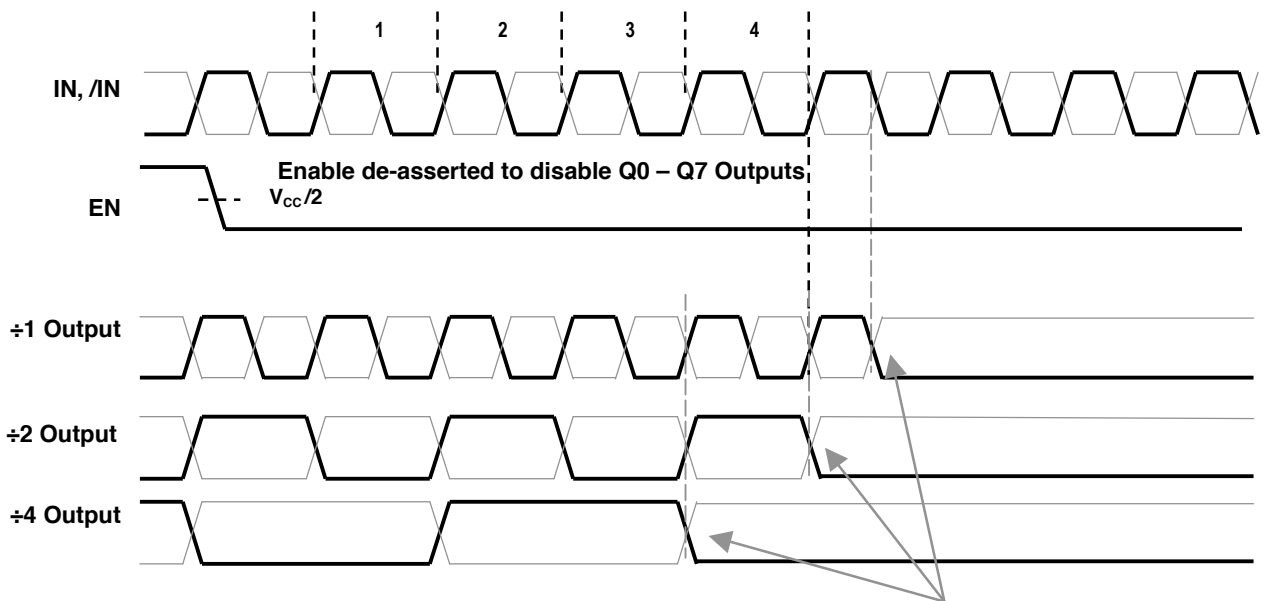 1 2 3 4
IN, /IN
Enable de-asserted to disable Q0 – Q7 Outputs
VCC/2
EN
÷1 Output
÷2 Output
÷4 Output